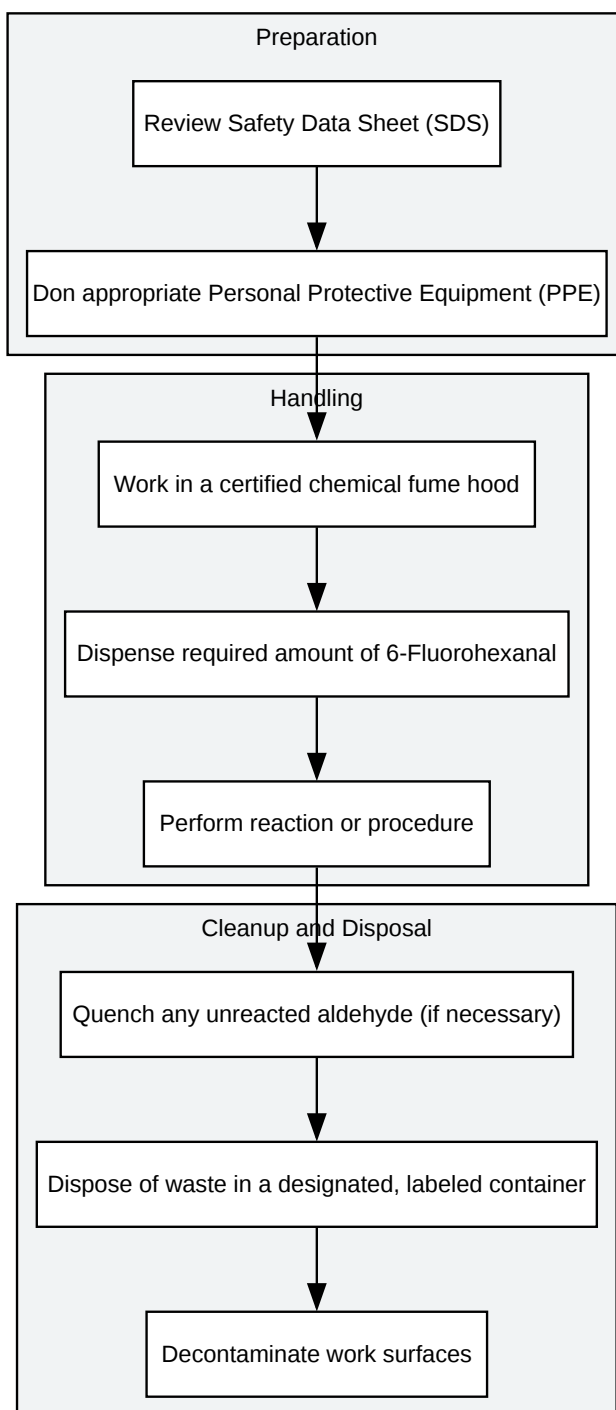 Preparation
Review Safety Data Sheet (SDS)
Don appropriate Personal Protective Equipment (PPE)
Handling
Work in a certified chemical fume hood
Dispense required amount of 6-Fluorohexanal
Perform reaction or procedure
Cleanup and Disposal
Quench any unreacted aldehyde (if necessary)
Dispose of waste in a designated, labeled container
Decontaminate work surfaces